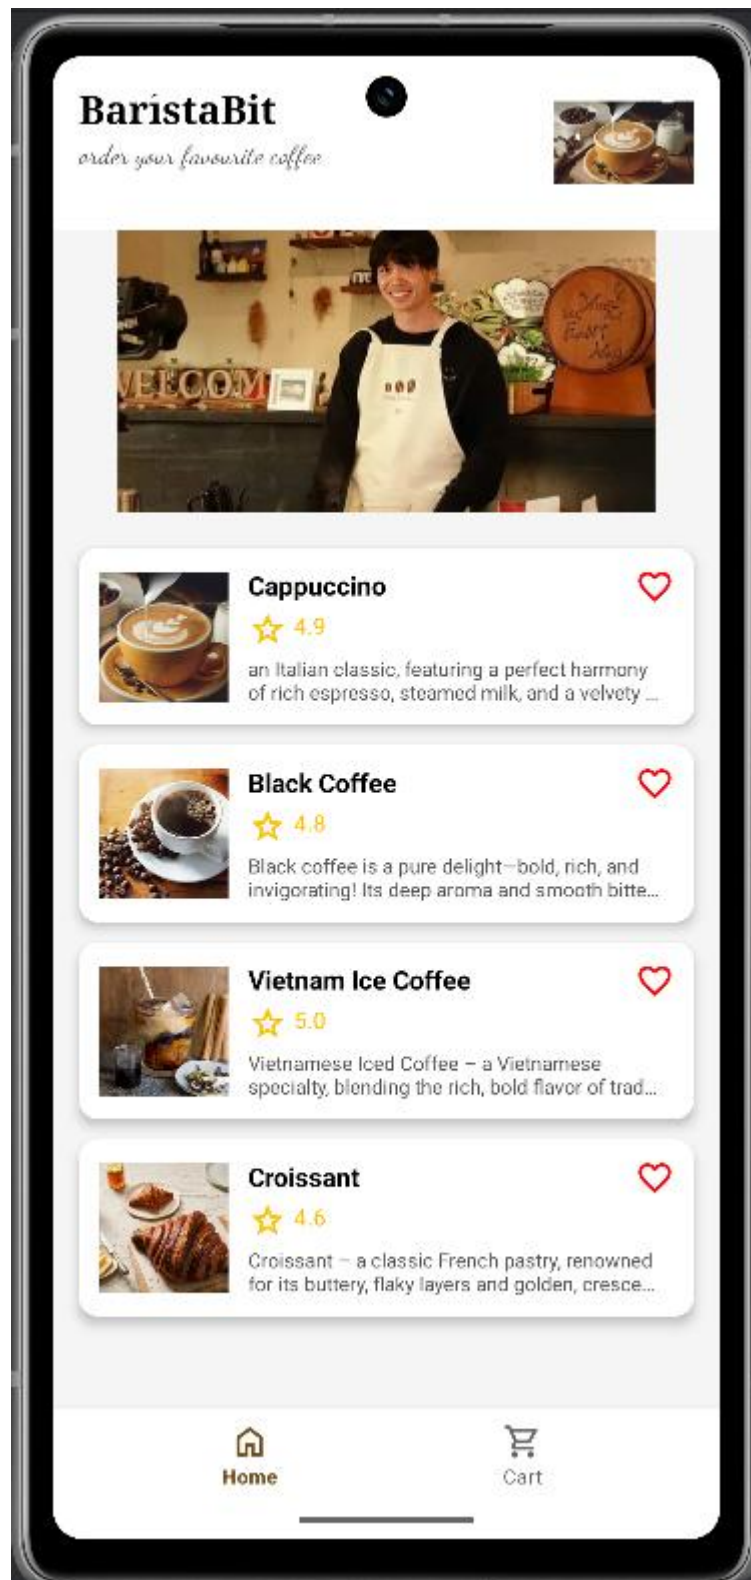 BaristaBit
order your favourite coffee
WELCOM
Cappuccino
4.9
an Italian classic, featuring a perfect harmony
of rich espresso, steamed milk, and a velvety ...
Black Coffee
4.8
Black coffee is a pure delight—bold, rich, and
invigorating! Its deep aroma and smooth bitte...
Vietnam Ice Coffee
5.0
Vietnamese Iced Coffee – a Vietnamese
specialty, blending the rich, bold flavor of trad...
Croissant
4.6
Croissant – a classic French pastry, renowned
for its buttery, flaky layers and golden, cresce...
Home
Cart